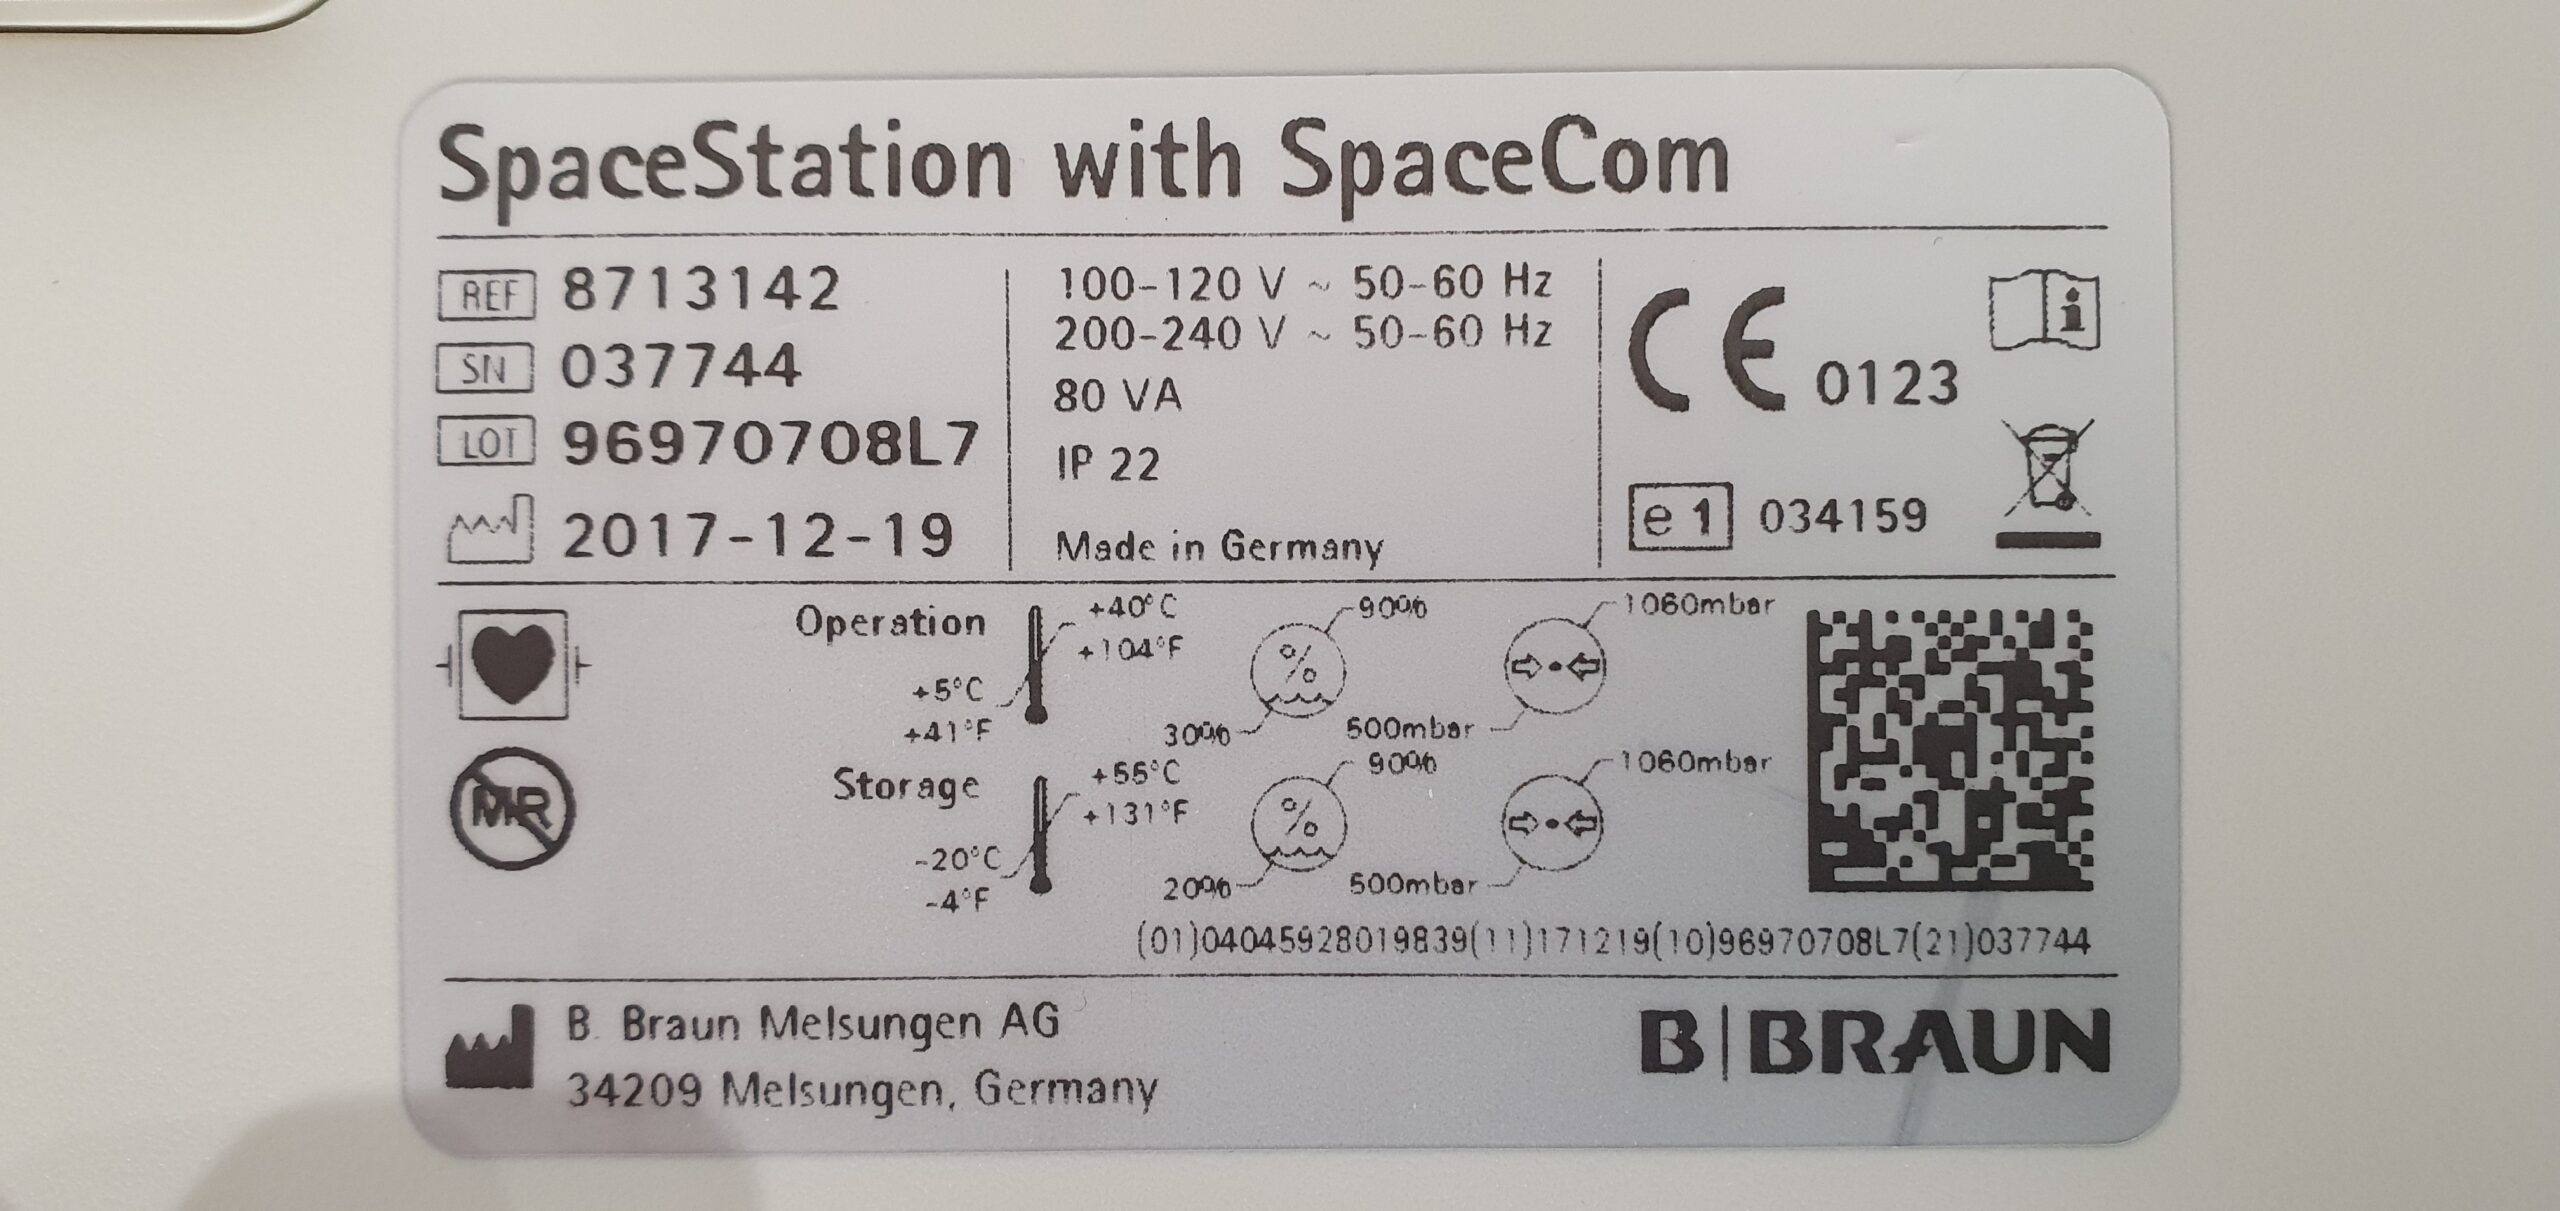 SpaceStation with SpaceCom
REF 8713142
SN 037744
LOT 96970708L7
2017-12-19
100-120 V ~ 50-60 Hz
200-240 V ~ 50-60 Hz
80 VA
IP 22
Made in Germany
CE 0123
i
e1 034159
Operation
+40°C
+104°F
+5°C
+41°F
90%
30%
1060mbar
500mbar
MR
Storage
+55°C
+131°F
-20°C
-4°F
90%
20%
1060mbar
500mbar
(01)04045928019839(11)171219(10)96970708L7(21)037744
B. Braun Melsungen AG
34209 Melsungen, Germany
B|BRAUN